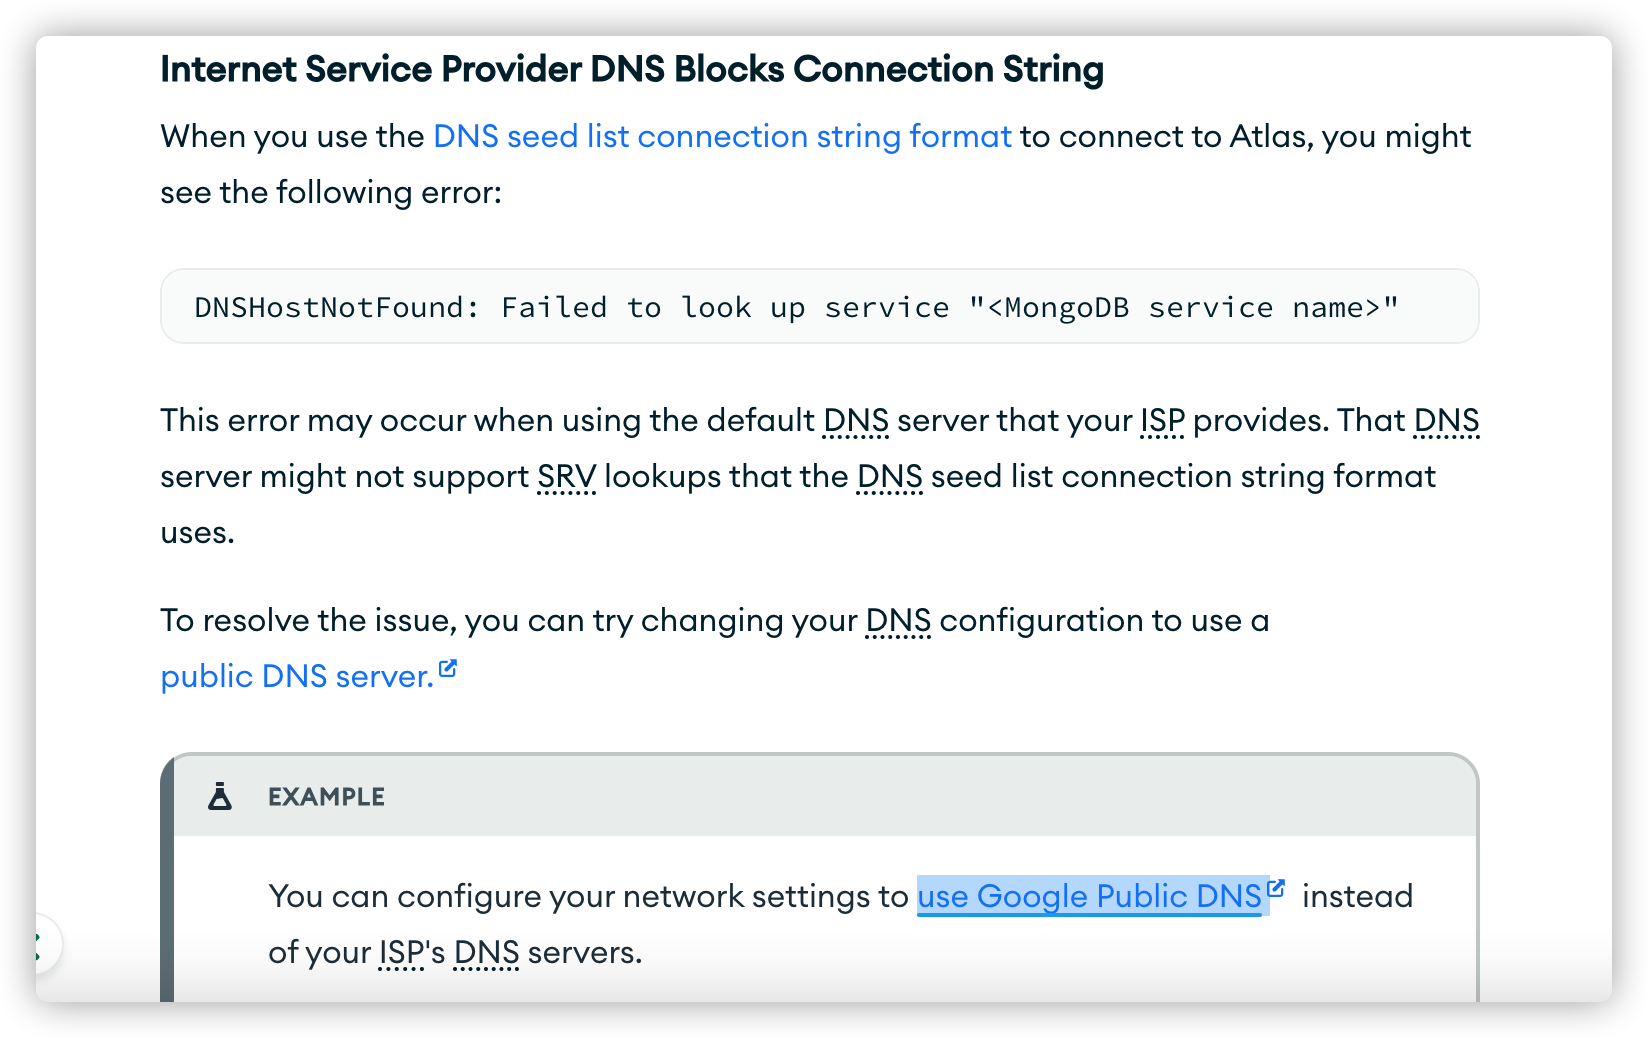 Internet Service Provider DNS Blocks Connection String
When you use the DNS seed list connection string format to connect to Atlas, you might
see the following error:
DNSHostNotFound: Failed to look up service "<MongoDB service name>"
This error may occur when using the default DNS server that your ISP provides. That DNS
server might not support SRV lookups that the DNS seed list connection string format
uses.
To resolve the issue, you can try changing your DNS configuration to use a
public DNS server.
EXAMPLE
You can configure your network settings to use Google Public DNS instead
of your ISP's DNS servers.